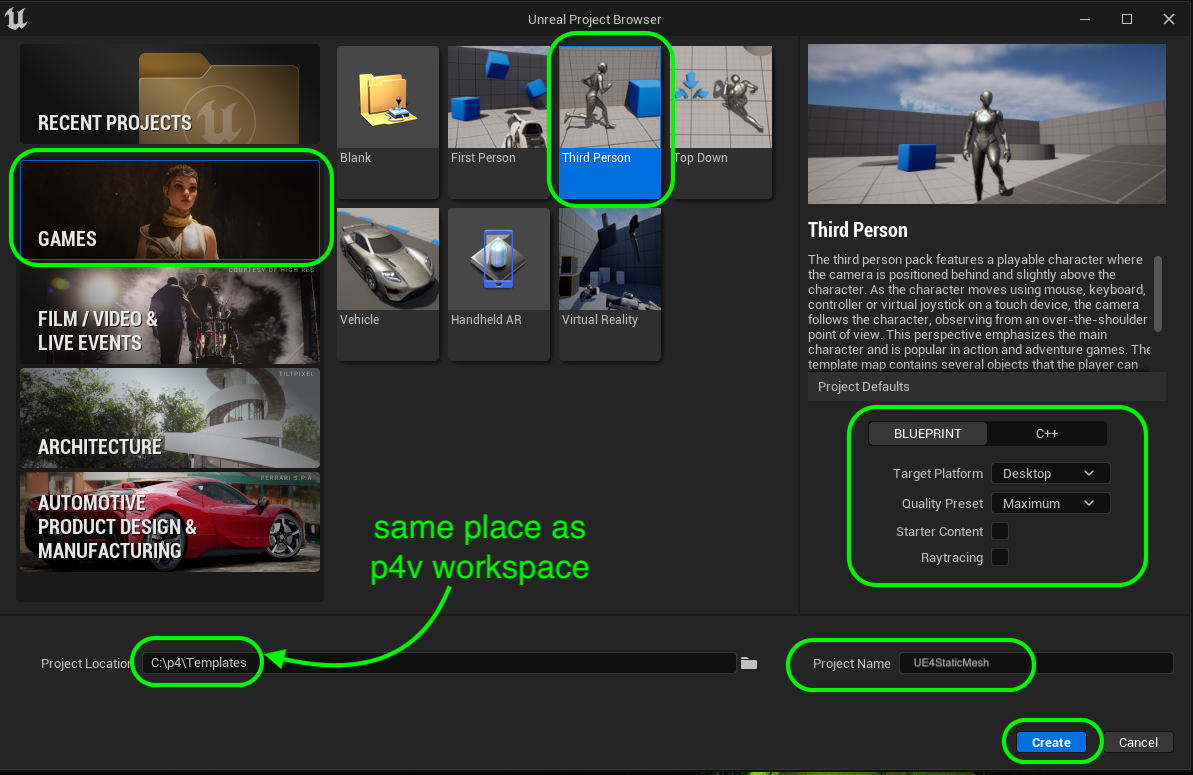 Unreal Project Browser
RECENT PROJECTS
GAMES
COURTESY OF HIGH RES
FILM / VIDEO &
LIVE EVENTS
TILTPIXEL
ARCHITECTURE
FERRARI S.P.A
AUTOMOTIVE
PRODUCT DESIGN &
MANUFACTURING
Blank
First Person
Third Person
Top Down
Vehicle
Handheld AR
Virtual Reality
Third Person
The third person pack features a playable character where
the camera is positioned behind and slightly above the
character. As the character moves using mouse, keyboard,
controller or virtual joystick on a touch device, the camera
follows the character, observing from an over-the-shoulder
point of view. This perspective emphasizes the main
character and is popular in action and adventure games. The
template map contains several objects that the player can
Project Defaults
BLUEPRINT C++
Target Platform Desktop
Quality Preset Maximum
Starter Content
Raytracing
same place as
p4v workspace
Project Location C:\p4\Templates
Project Name UE4StaticMesh
Create Cancel